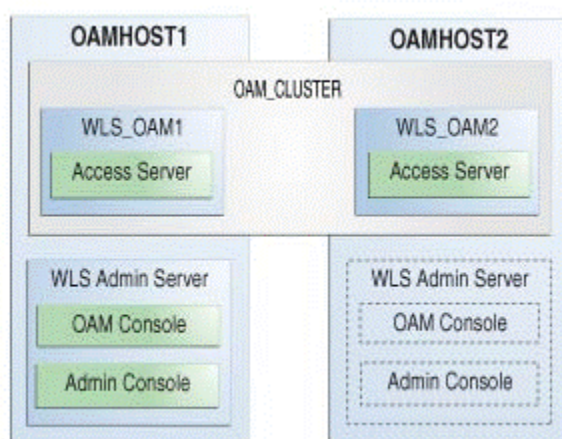 OAMHOST1
OAMHOST2
OAM_CLUSTER
WLS_OAM1
WLS_OAM2
Access Server
Access Server
WLS Admin Server
WLS Admin Server
OAM Console
OAM Console
Admin Console
Admin Console